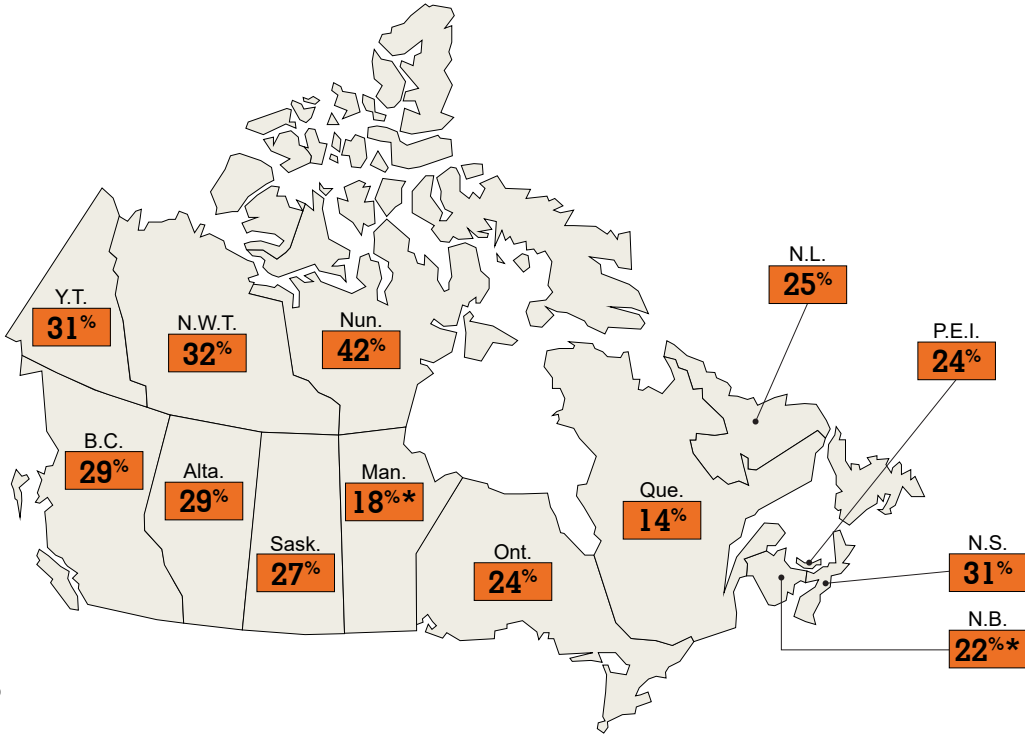 N.L.
25%
Y.T.
31%
N.W.T.
32%
Nun.
42%
P.E.I.
24%
B.C.
29%
Alta.
29%
Man.
18%*
Que.
14%
Sask.
27%
Ont.
24%
N.S.
31%
N.B.
22%*